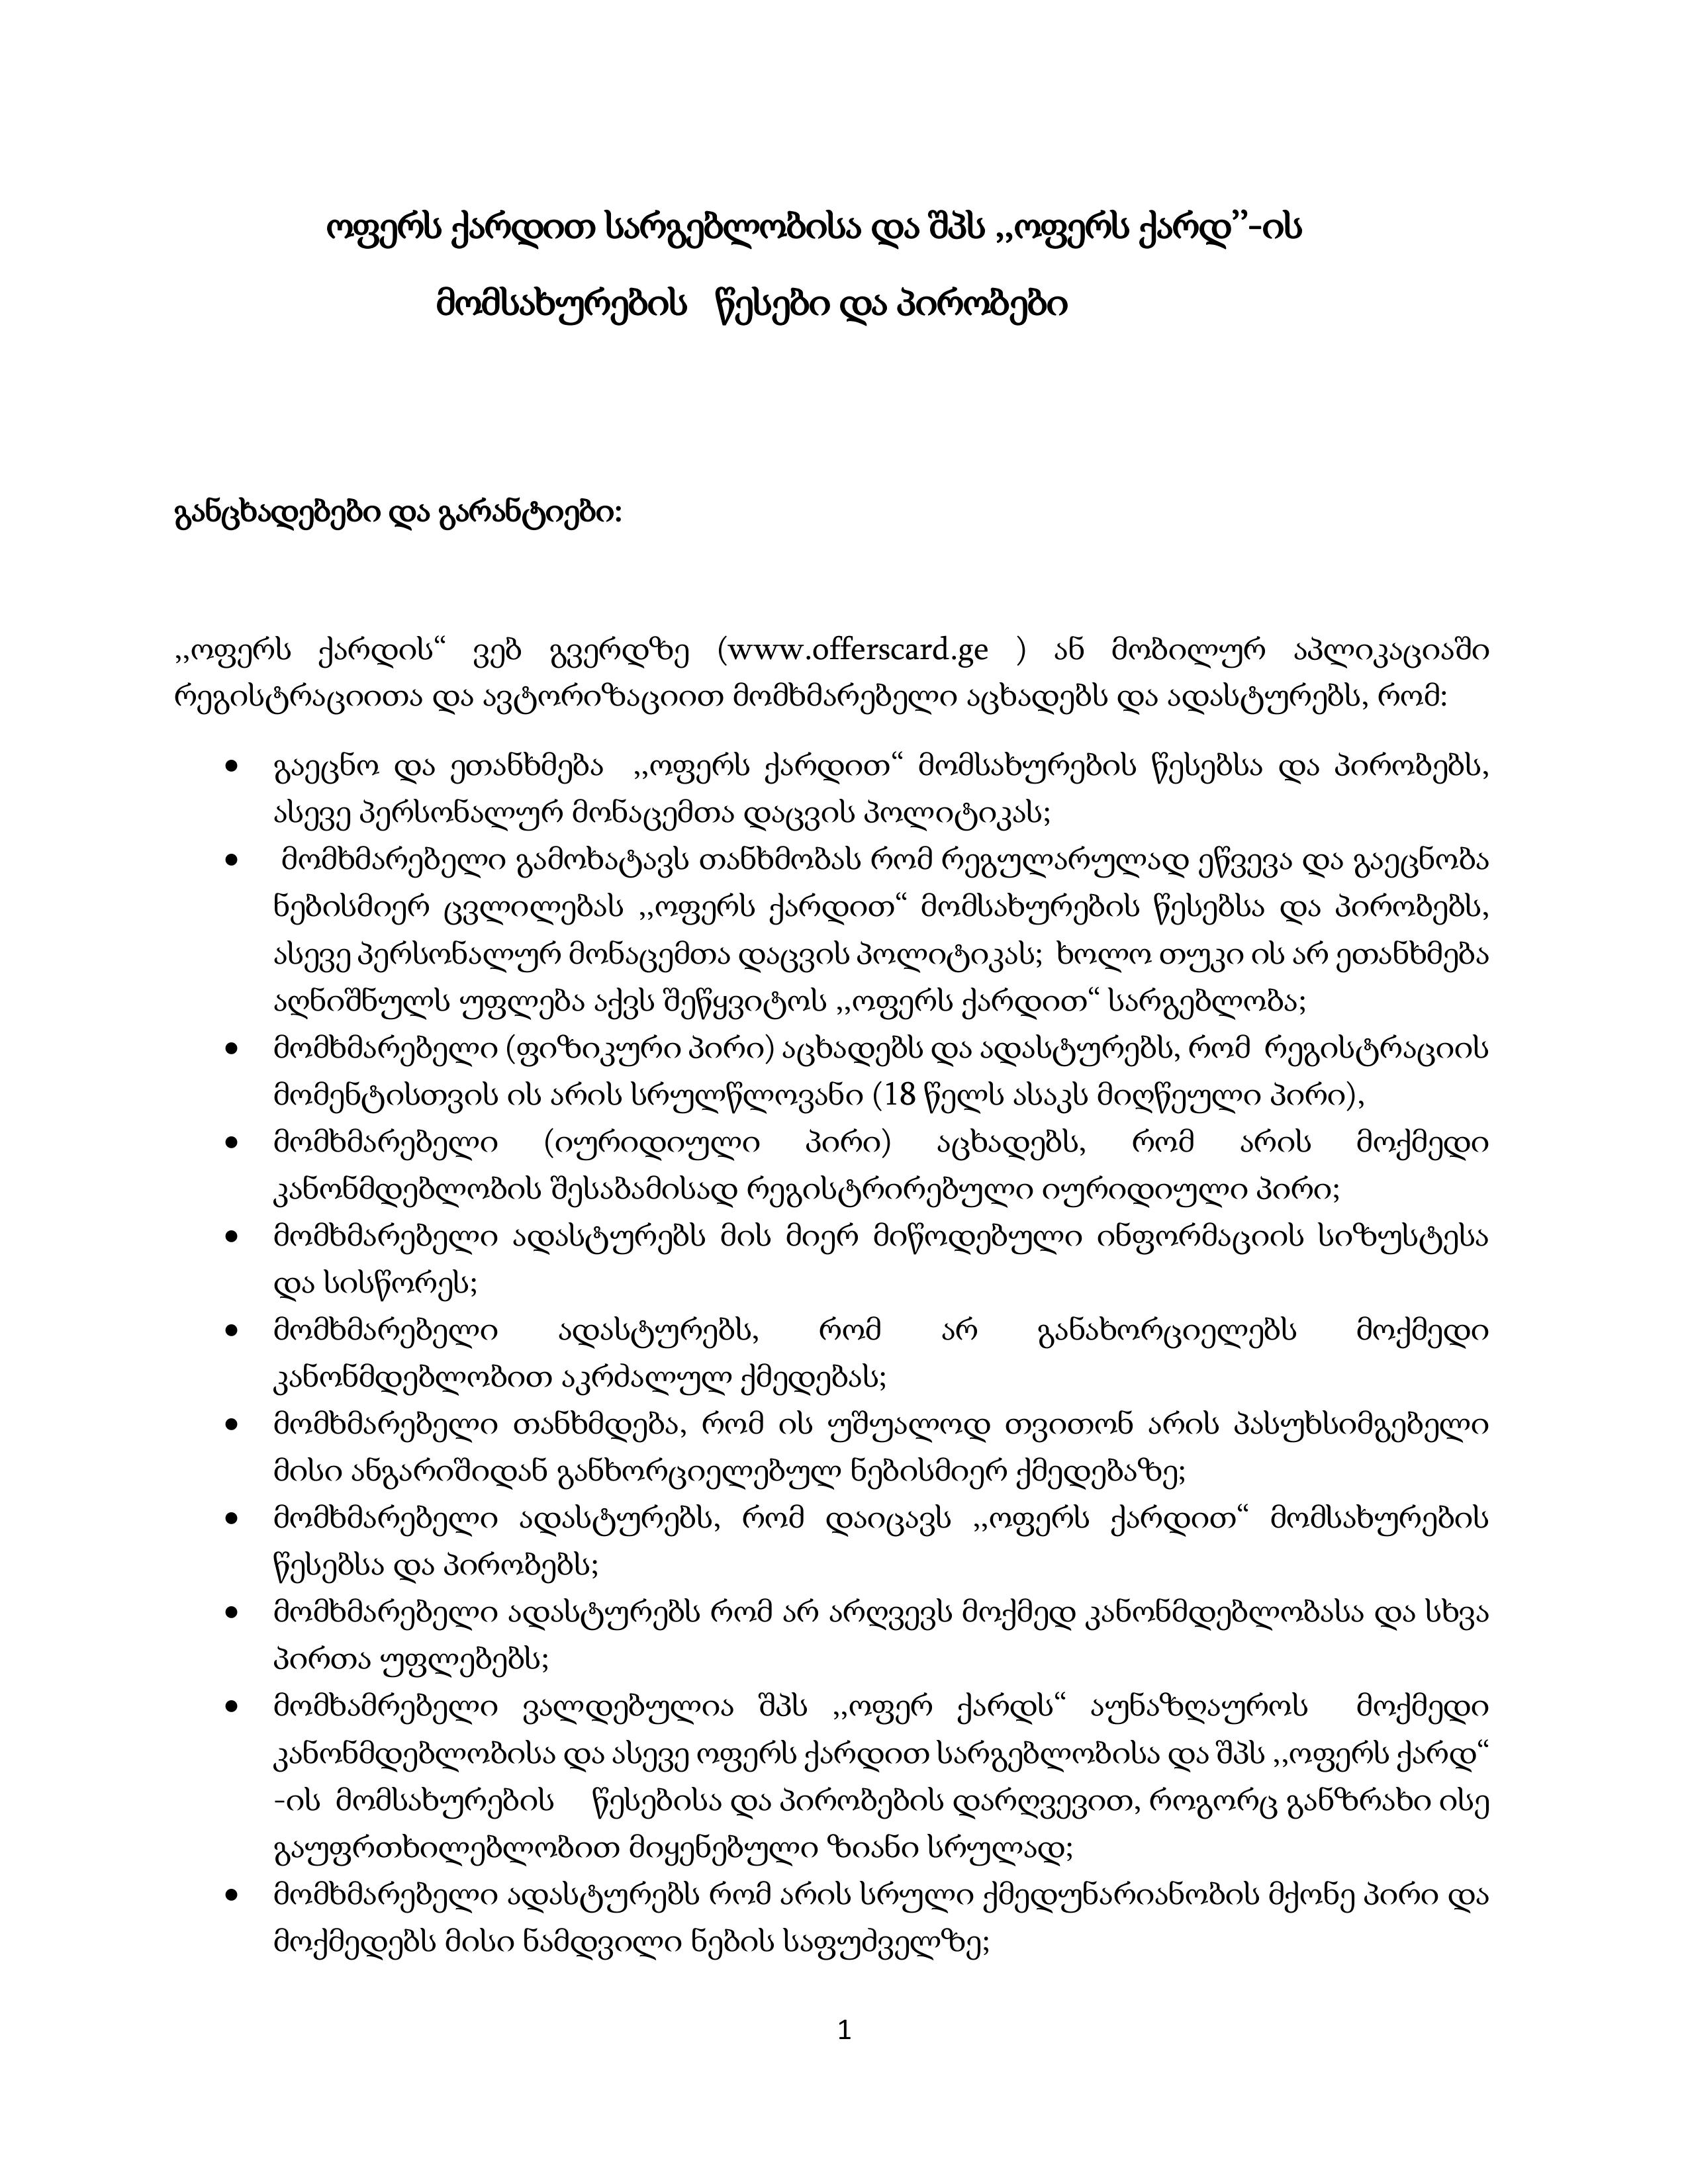 ოფერს ქარდით სარგებლობისა და შპს ,,ოფერს ქარდ”-ის
მომსახურების წესები და პირობები
განცხადებები და გარანტიები:
,,ოფერს ქარდის“ ვებ გვერდზე (www.offerscard.ge ) ან მობილურ აპლიკაციაში
რეგისტრაციითა და ავტორიზაციით მომხმარებელი აცხადებს და ადასტურებს, რომ:
• გაეცნო და ეთანხმება ,,ოფერს ქარდით“ მომსახურების წესებსა და პირობებს,
ასევე პერსონალურ მონაცემთა დაცვის პოლიტიკას;
• მომხმარებელი გამოხატავს თანხმობას რომ რეგულარულად ეწვევა და გაეცნობა
ნებისმიერ ცვლილებას ,,ოფერს ქარდით“ მომსახურების წესებსა და პირობებს,
ასევე პერსონალურ მონაცემთა დაცვის პოლიტიკას; ხოლო თუკი ის არ ეთანხმება
აღნიშნულს უფლება აქვს შეწყვიტოს ,,ოფერს ქარდით“ სარგებლობა;
• მომხმარებელი (ფიზიკური პირი) აცხადებს და ადასტურებს, რომ რეგისტრაციის
მომენტისთვის ის არის სრულწლოვანი (18 წელს ასაკს მიღწეული პირი),
• მომხმარებელი (იურიდიული პირი) აცხადებს, რომ არის მოქმედი
კანონმდებლობის შესაბამისად რეგისტრირებული იურიდიული პირი;
• მომხმარებელი ადასტურებს მის მიერ მიწოდებული ინფორმაციის სიზუსტესა
და სისწორეს;
• მომხმარებელი ადასტურებს, რომ არ განახორციელებს მოქმედი
კანონმდებლობით აკრძალულ ქმედებას;
• მომხმარებელი თანხმდება, რომ ის უშუალოდ თვითონ არის პასუხსიმგებელი
მისი ანგარიშიდან განხორციელებულ ნებისმიერ ქმედებაზე;
• მომხმარებელი ადასტურებს, რომ დაიცავს ,,ოფერს ქარდით“ მომსახურების
წესებსა და პირობებს;
• მომხმარებელი ადასტურებს რომ არ არღვევს მოქმედ კანონმდებლობასა და სხვა
პირთა უფლებებს;
• მომხამრებელი ვალდებულია შპს ,,ოფერ ქარდს“ აუნაზღაუროს მოქმედი
კანონმდებლობისა და ასევე ოფერს ქარდით სარგებლობისა და შპს ,,ოფერს ქარდ“
-ის მომსახურების წესებისა და პირობების დარღვევით, როგორც განზრახი ისე
გაუფრთხილებლობით მიყენებული ზიანი სრულად;
• მომხმარებელი ადასტურებს რომ არის სრული ქმედუნარიანობის მქონე პირი და
მოქმედებს მისი ნამდვილი ნების საფუძველზე;
1